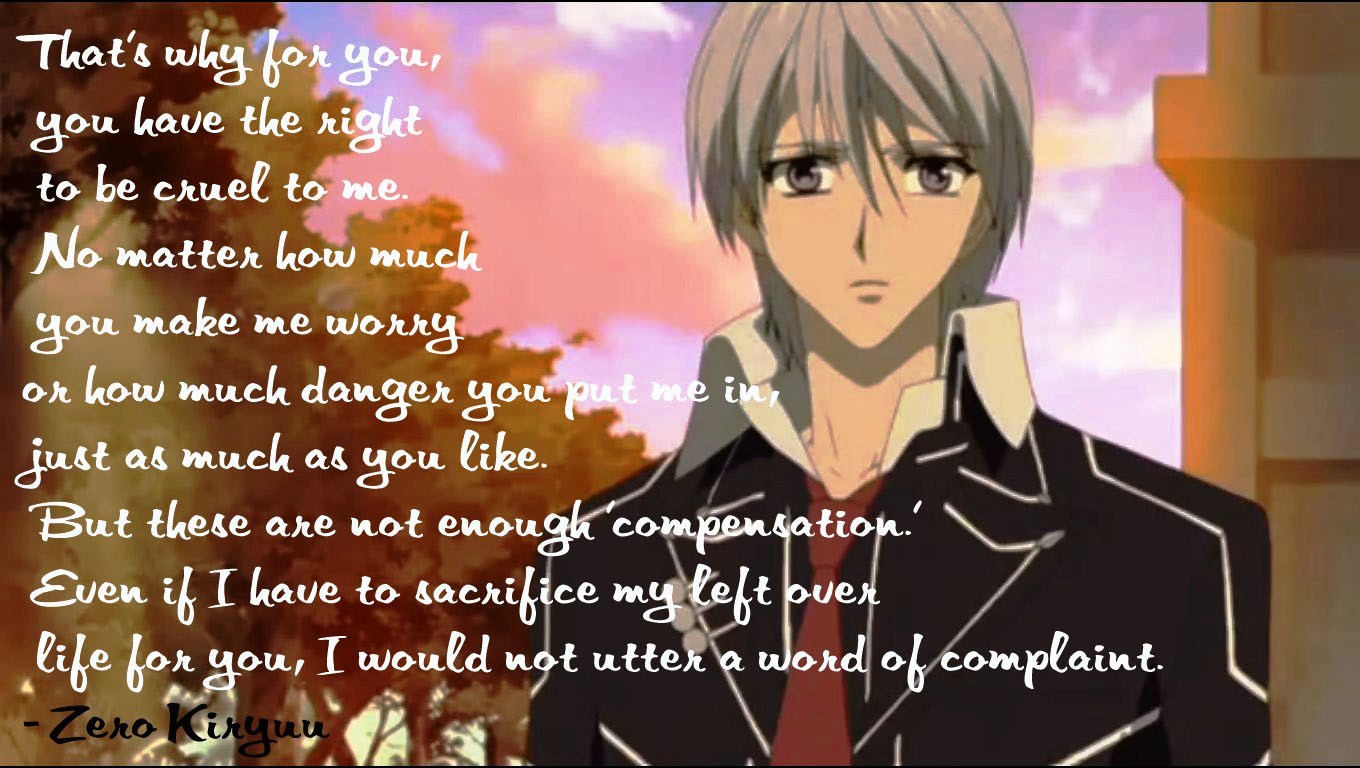 That's why for you,
you have the right
to be cruel to me.
No matter how much
you make me worry
or how much danger you put me in,
just as much as you like.
But these are not enough 'compensation.'
Even if I have to sacrifice my left over
life for you, I would not utter a word of complaint.
- Zero Kiryuu